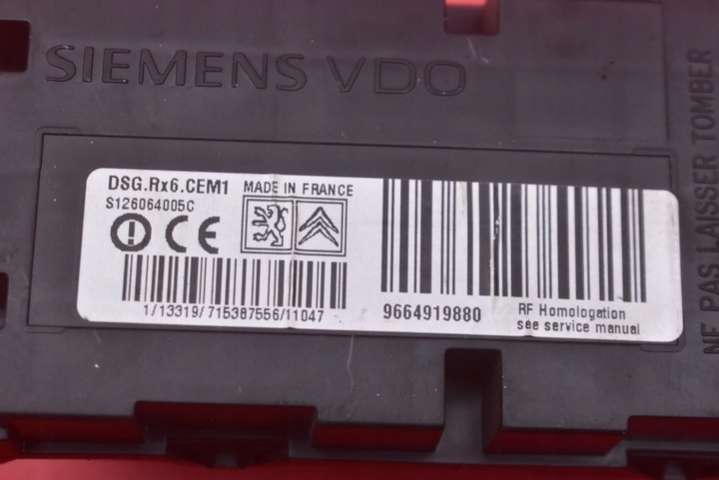 SIEMENS VDO
DSG.Rx6.CEM1 MADE IN FRANCE
S126064005C
CE
1/13319/715387556/11047
9664919880
RF Homologation
see service manual
NE PAS LAISSER TOMBER